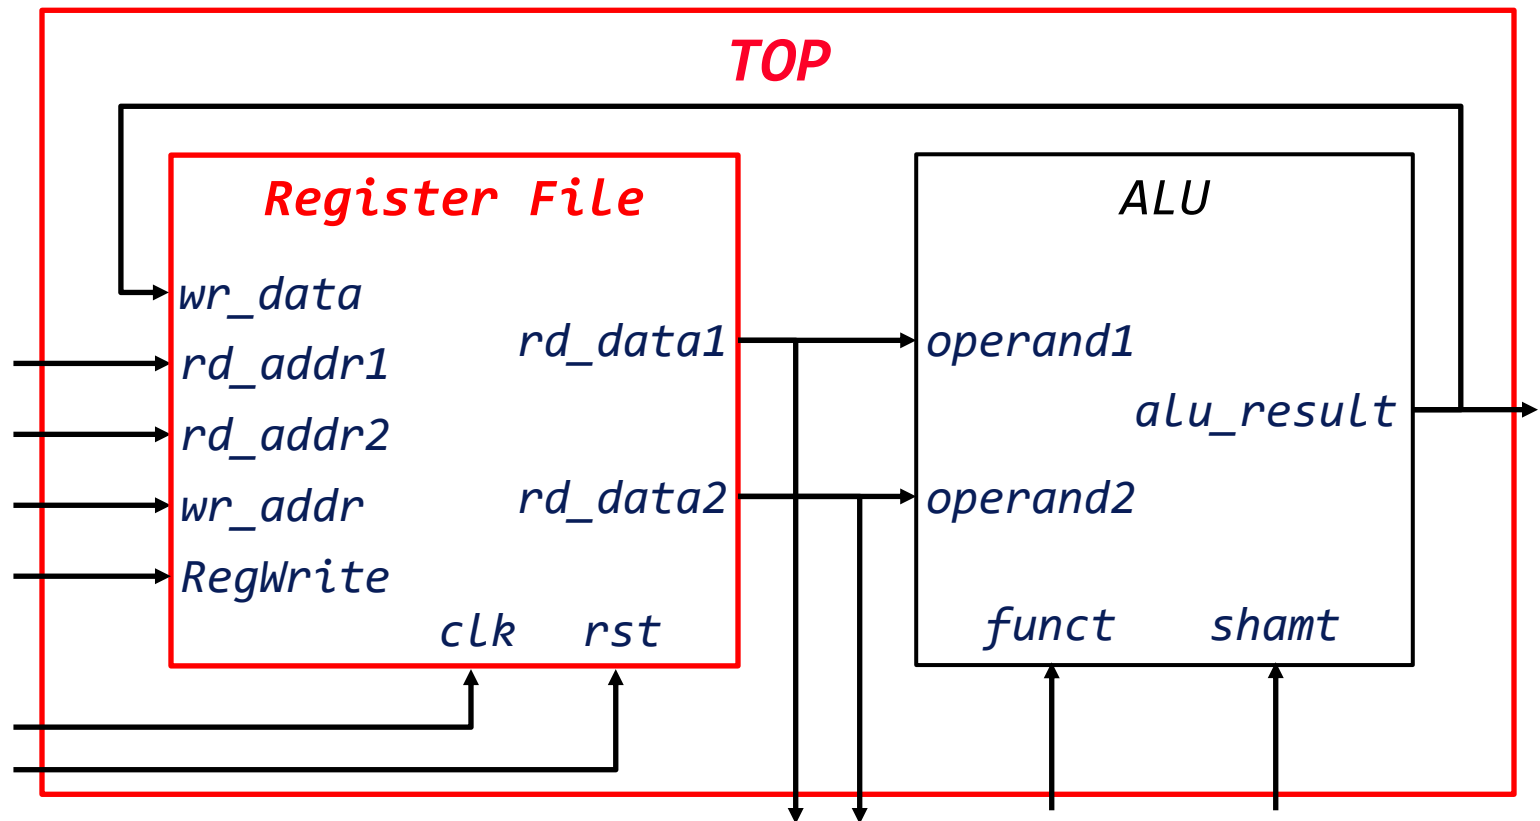 TOP
Register File
wr_data
rd_addr1
rd_addr2
wr_addr
RegWrite
rd_data1
rd_data2
clk rst
ALU
operand1
alu_result
operand2
funct shamt